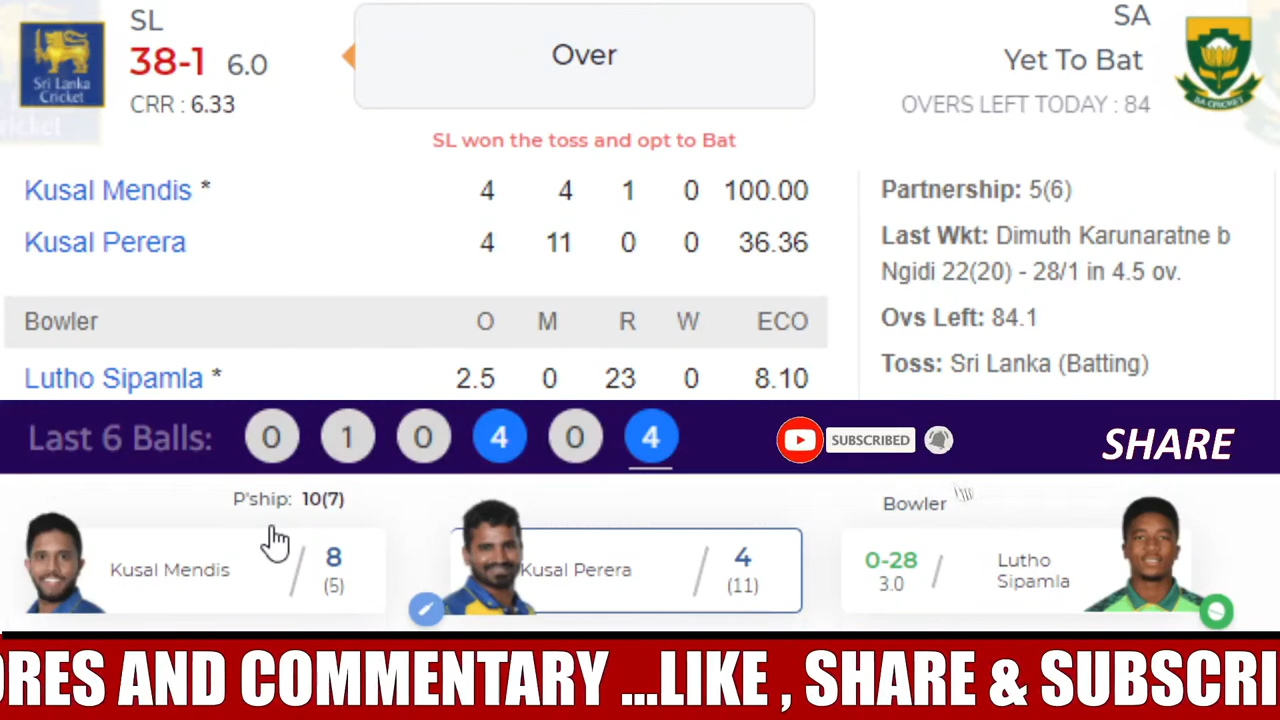 SL
38-1 6.0
CRR : 6.33
Sri Lanka
Cricket
Over
SA
Yet To Bat
OVERS LEFT TODAY : 84
SA CRICKET
SL won the toss and opt to Bat
Kusal Mendis * 4 4 1 0 100.00
Kusal Perera 4 11 0 0 36.36
Bowler O M R W ECO
Lutho Sipamla * 2.5 0 23 0 8.10
Partnership: 5(6)
Last Wkt: Dimuth Karunaratne b
Ngidi 22(20) - 28/1 in 4.5 ov.
Ovs Left: 84.1
Toss: Sri Lanka (Batting)
Last 6 Balls: 0 1 0 4 0 4
SUBSCRIBED
SHARE
P'ship: 10(7)
Kusal Mendis / 8
(5)
Kusal Perera / 4
(11)
Bowler
0-28 /
3.0
Lutho
Sipamla
ORES AND COMMENTARY ...LIKE , SHARE & SUBSCRI